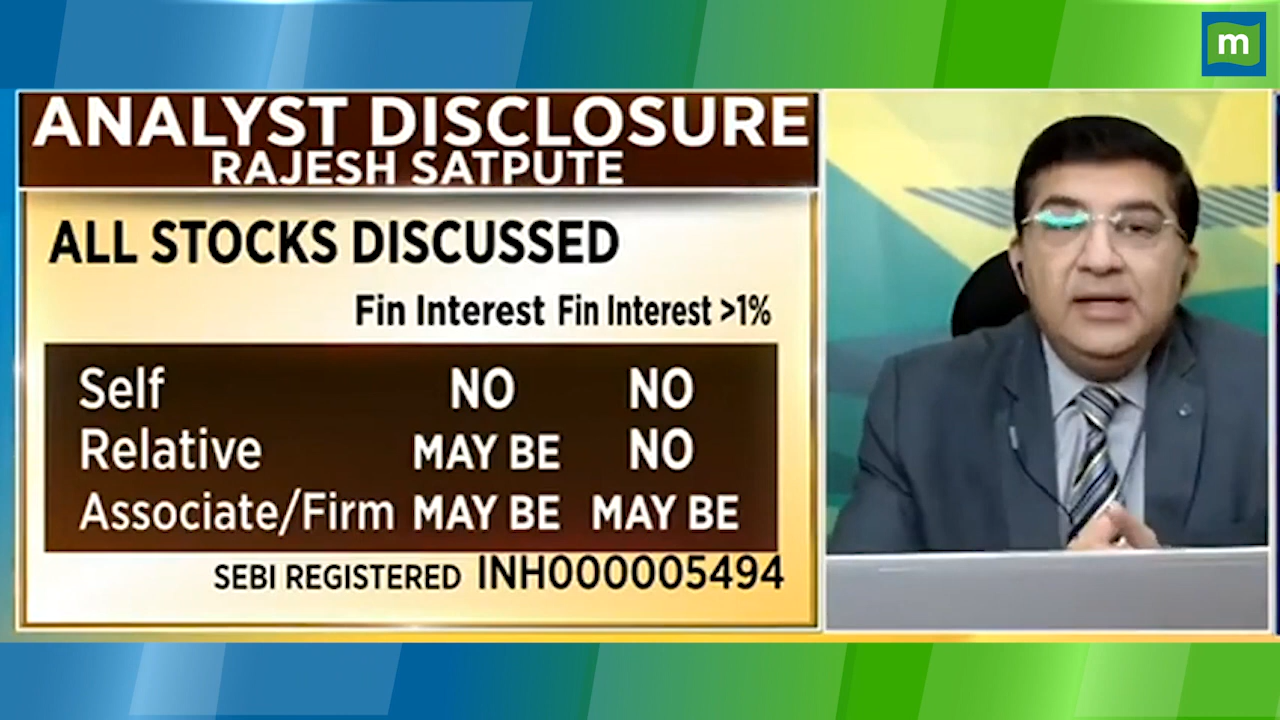 m
ANALYST DISCLOSURE
RAJESH SATPUTE
ALL STOCKS DISCUSSED
Fin Interest Fin Interest >1%
Self NO NO
Relative MAY BE NO
Associate/Firm MAY BE MAY BE
SEBI REGISTERED INH000005494